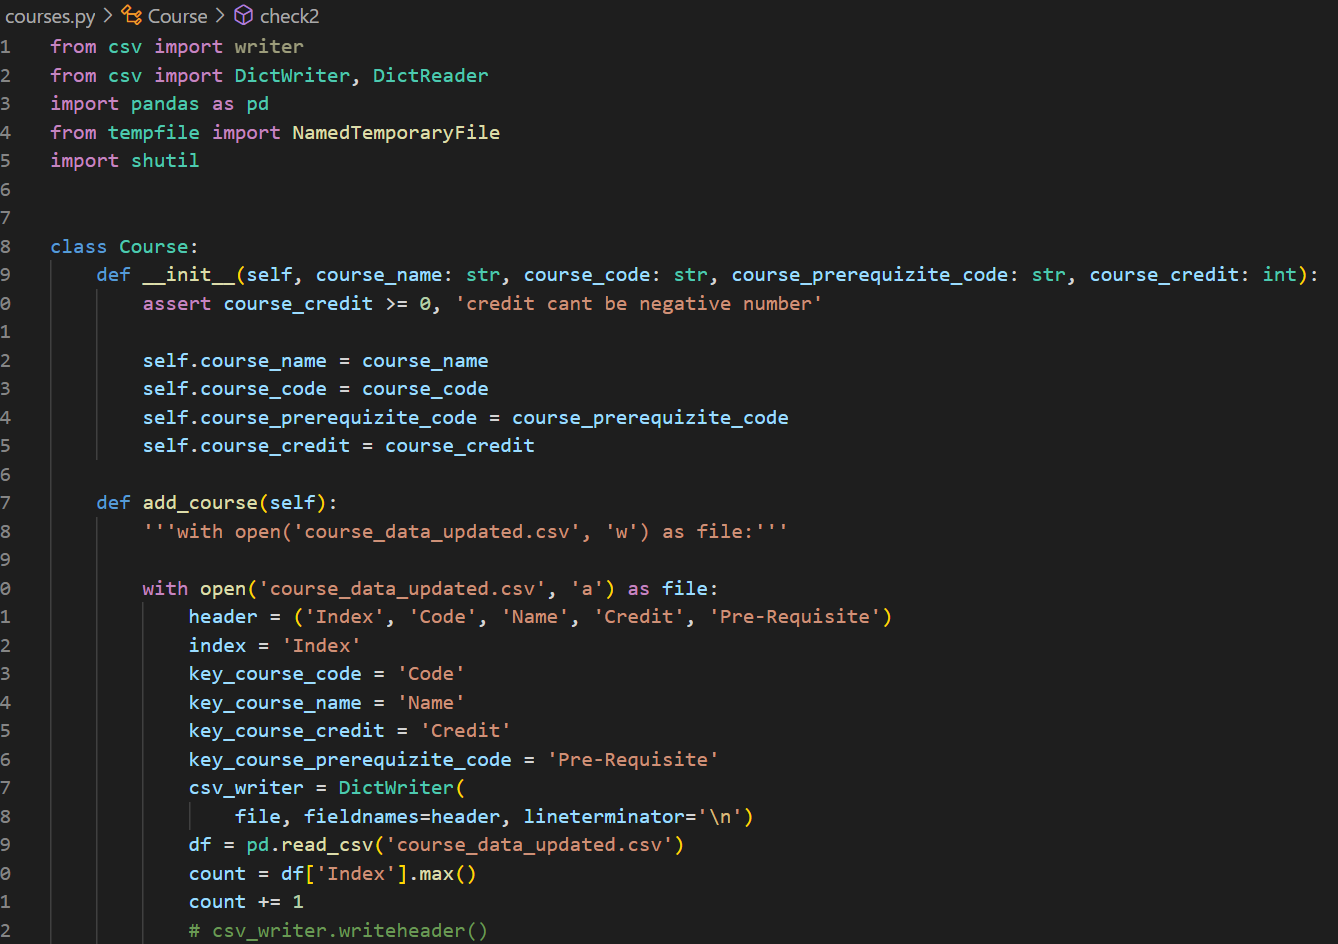 courses.py > Course > check2
1 from csv import writer
2 from csv import DictWriter, DictReader
3 import pandas as pd
4 from tempfile import NamedTemporaryFile
5 import shutil
6
7
8 class Course:
9     def __init__(self, course_name: str, course_code: str, course_prerequizite_code: str, course_credit: int):
0         assert course_credit >= 0, 'credit cant be negative number'
1
2         self.course_name = course_name
3         self.course_code = course_code
4         self.course_prerequizite_code = course_prerequizite_code
5         self.course_credit = course_credit
6
7     def add_course(self):
8         '''with open('course_data_updated.csv', 'w') as file:'''
9
0         with open('course_data_updated.csv', 'a') as file:
1             header = ('Index', 'Code', 'Name', 'Credit', 'Pre-Requisite')
2             index = 'Index'
3             key_course_code = 'Code'
4             key_course_name = 'Name'
5             key_course_credit = 'Credit'
6             key_course_prerequizite_code = 'Pre-Requisite'
7             csv_writer = DictWriter(
8                 file, fieldnames=header, lineterminator='\n')
9             df = pd.read_csv('course_data_updated.csv')
0             count = df['Index'].max()
1             count += 1
2             # csv_writer.writeheader()